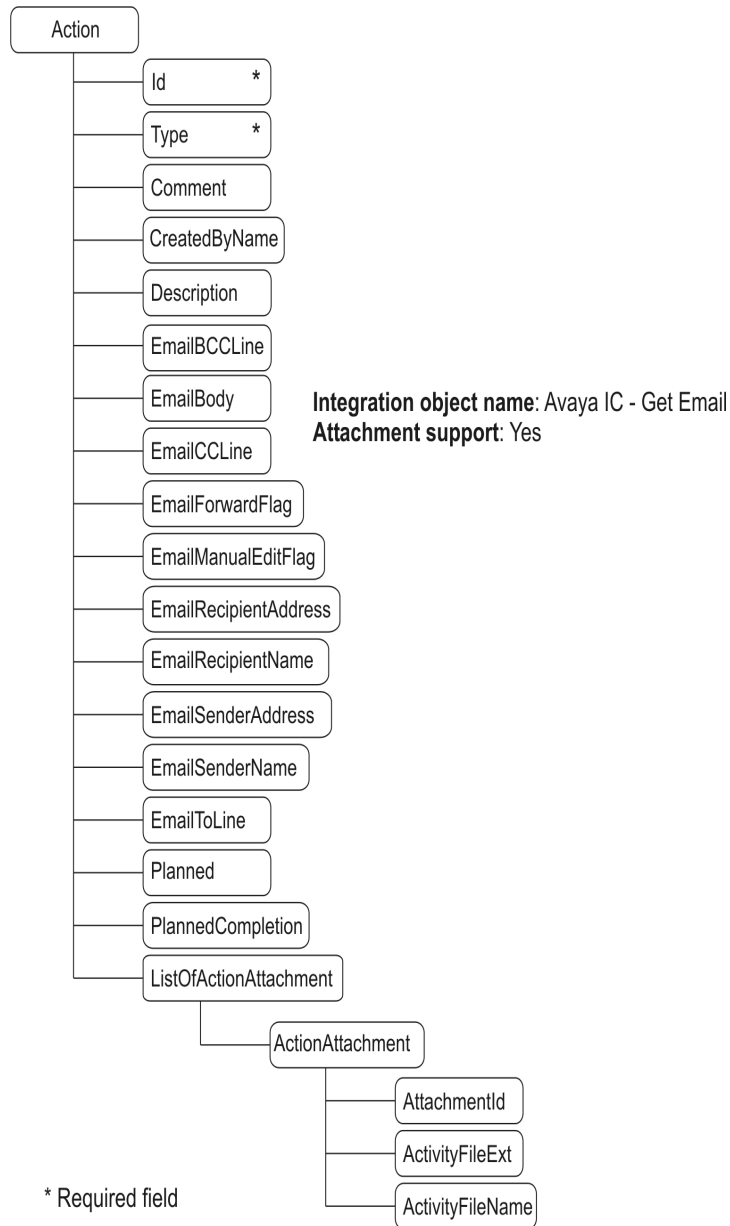 Action
Id *
Type *
Comment
CreatedByName
Description
EmailBCCLine
EmailBody
Integration object name: Avaya IC - Get Email
Attachment support: Yes
EmailCCLine
EmailForwardFlag
EmailManualEditFlag
EmailRecipientAddress
EmailRecipientName
EmailSenderAddress
EmailSenderName
EmailToLine
Planned
PlannedCompletion
ListOfActionAttachment
ActionAttachment
AttachmentId
ActivityFileExt
ActivityFileName
* Required field